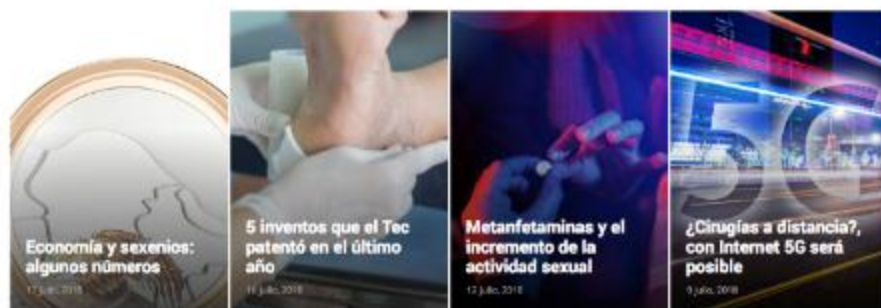 Economía y sexenios:
algunos números
17 julio, 2018
5 inventos que el Tec
patentó en el último
año
11 julio, 2018
Metanfetaminas y el
incremento de la
actividad sexual
12 julio, 2018
5G
¿Cirugías a distancia?,
con Internet 5G será
posible
9 julio, 2018